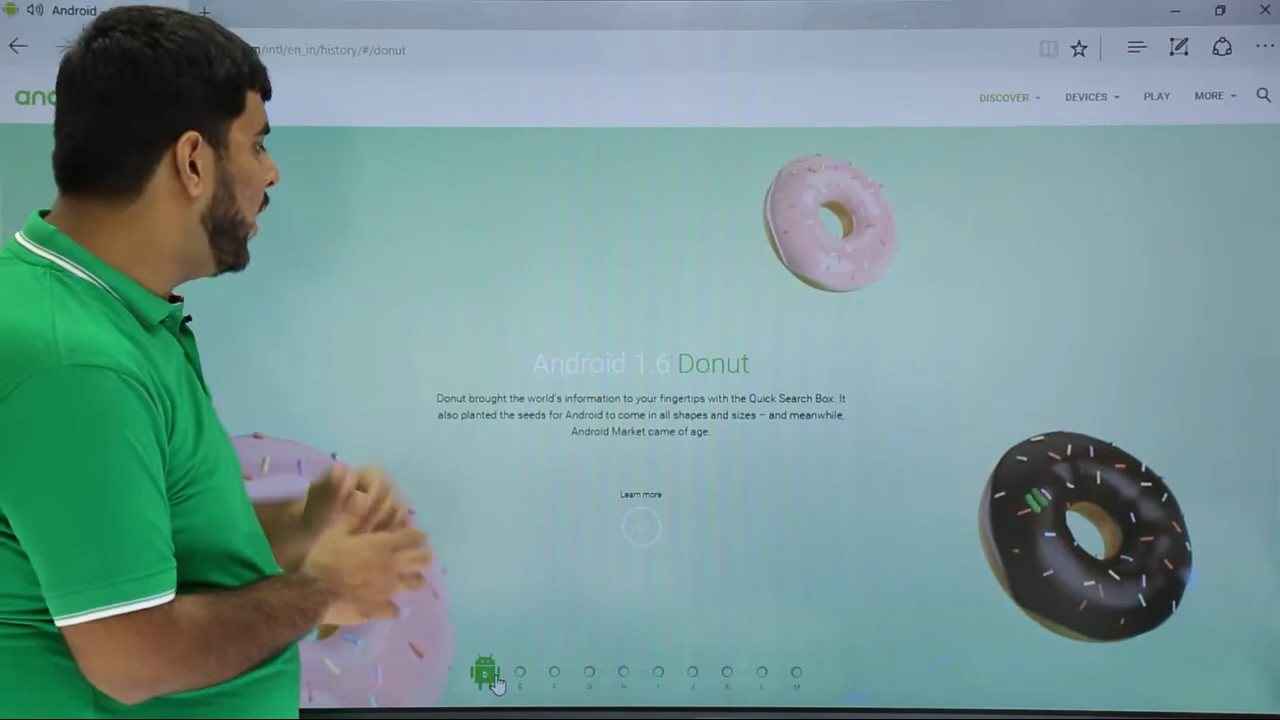 Android
/intl/en_in/history/#/donut
DISCOVER DEVICES PLAY MORE
Android 1.6 Donut
Donut brought the world's information to your fingertips with the Quick Search Box. It
also planted the seeds for Android to come in all shapes and sizes – and meanwhile,
Android Market came of age.
Learn more
D E F G H I J K L M